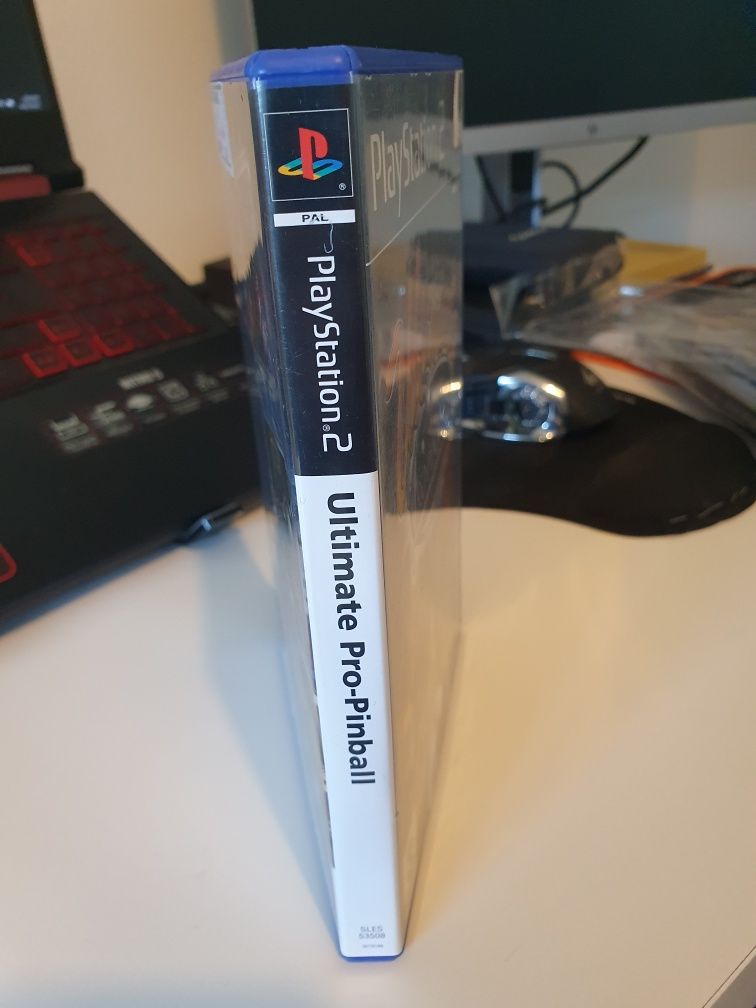 PAL
PlayStation®2
Ultimate Pro-Pinball
SLES
53508
PlayStation 2